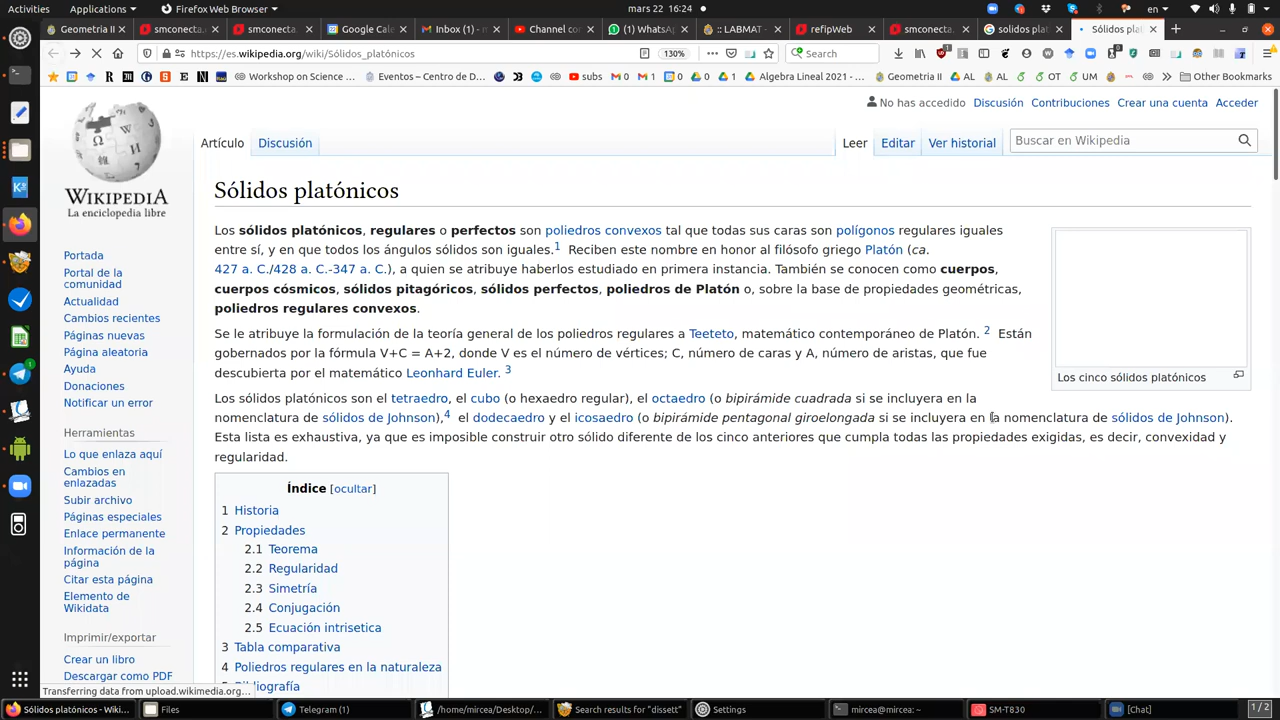 Activities Applications Firefox Web Browser mars 22 16:24 en
Geometria II smconecta. smconecta. Google Cale Inbox (1) - m Channel con (1) WhatsA :: LABMAT - refipWeb smconecta. solidos plat Sólidos plat
https://es.wikipedia.org/wiki/Sólidos_platónicos 130% Search
Workshop on Science ... Eventos – Centro de D... subs 0 1 0 0 1 Algebra Lineal 2021 -... Geometria II AL AL OT UM Other Bookmarks
No has accedido Discusión Contribuciones Crear una cuenta Acceder
Artículo Discusión Leer Editar Ver historial Buscar en Wikipedia
WIKIPEDIA
La enciclopedia libre
Portada
Portal de la
comunidad
Actualidad
Cambios recientes
Páginas nuevas
Página aleatoria
Ayuda
Donaciones
Notificar un error
Herramientas
Lo que enlaza aquí
Cambios en
enlazadas
Subir archivo
Páginas especiales
Enlace permanente
Información de la
página
Citar esta página
Elemento de
Wikidata
Imprimir/exportar
Crear un libro
Descargar como PDF
Sólidos platónicos
Los sólidos platónicos, regulares o perfectos son poliedros convexos tal que todas sus caras son polígonos regulares iguales
entre sí, y en que todos los ángulos sólidos son iguales.1 Reciben este nombre en honor al filósofo griego Platón (ca.
427 a. C./428 a. C.-347 a. C.), a quien se atribuye haberlos estudiado en primera instancia. También se conocen como cuerpos,
cuerpos cósmicos, sólidos pitagóricos, sólidos perfectos, poliedros de Platón o, sobre la base de propiedades geométricas,
poliedros regulares convexos.
Se le atribuye la formulación de la teoría general de los poliedros regulares a Teeteto, matemático contemporáneo de Platón. 2 Están
gobernados por la fórmula V+C = A+2, donde V es el número de vértices; C, número de caras y A, número de aristas, que fue
descubierta por el matemático Leonhard Euler. 3
Los sólidos platónicos son el tetraedro, el cubo (o hexaedro regular), el octaedro (o bipirámide cuadrada si se incluyera en la
nomenclatura de sólidos de Johnson),4 el dodecaedro y el icosaedro (o bipirámide pentagonal giroelongada si se incluyera en la nomenclatura de sólidos de Johnson).
Esta lista es exhaustiva, ya que es imposible construir otro sólido diferente de los cinco anteriores que cumpla todas las propiedades exigidas, es decir, convexidad y
regularidad.
Los cinco sólidos platónicos
Índice [ocultar]
1 Historia
2 Propiedades
2.1 Teorema
2.2 Regularidad
2.3 Simetría
2.4 Conjugación
2.5 Ecuación intrisetica
3 Tabla comparativa
4 Poliedros regulares en la naturaleza
5 Bibliografía
Transferring data from upload.wikimedia.org...
Sólidos platónicos - Wiki... Files Telegram (1) /home/mircea/Desktop/... Search results for "dissett" Settings mircea@mircea: ~ SM-T830 [Chat] 1 / 2